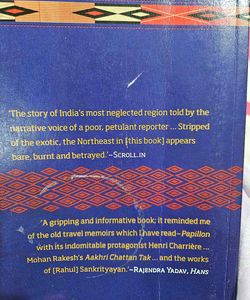 'The story of India's most neglected region told by the
narrative voice of a poor, petulant reporter ... Stripped
of the exotic, the Northeast in [this book] appears
bare, burnt and betrayed.'–SCROLL.IN
'A gripping and informative book; it reminded me
of the old travel memoirs which I have read–Papillon
with its indomitable protagonist Henri Charrière ...
Mohan Rakesh's Aakhri Chattan Tak ... and the works
of [Rahul] Sankrityayan.'–RAJENDRA YADAV, HANS